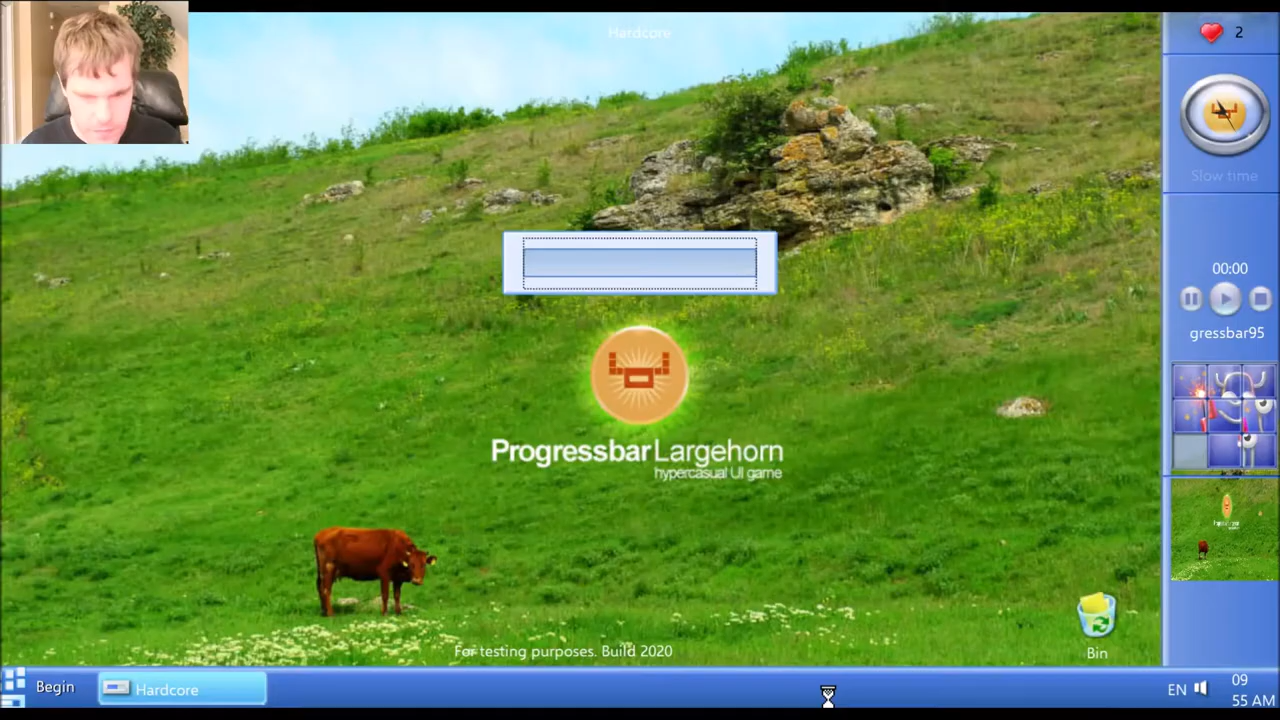 Hardcore
2
Slow time
00:00
gressbar95
ProgressbarLargehorn
hypercasual UI game
For testing purposes. Build 2020
Bin
Begin
Hardcore
EN
09
55 AM